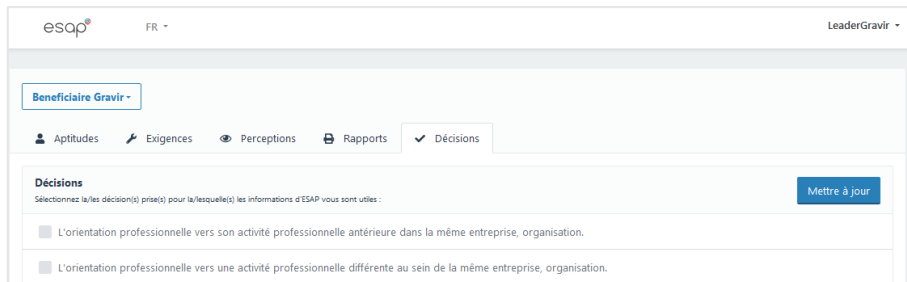 esap
FR
LeaderGravir
Beneficiaire Gravir
Aptitudes
Exigences
Perceptions
Rapports
Décisions
Décisions
Sélectionnez la/les décision(s) prise(s) pour la/lesquelle(s) les informations d'ESAP vous sont utiles :
Mettre à jour
L'orientation professionnelle vers son activité professionnelle antérieure dans la même entreprise, organisation.
L'orientation professionnelle vers une activité professionnelle différente au sein de la même entreprise, organisation.